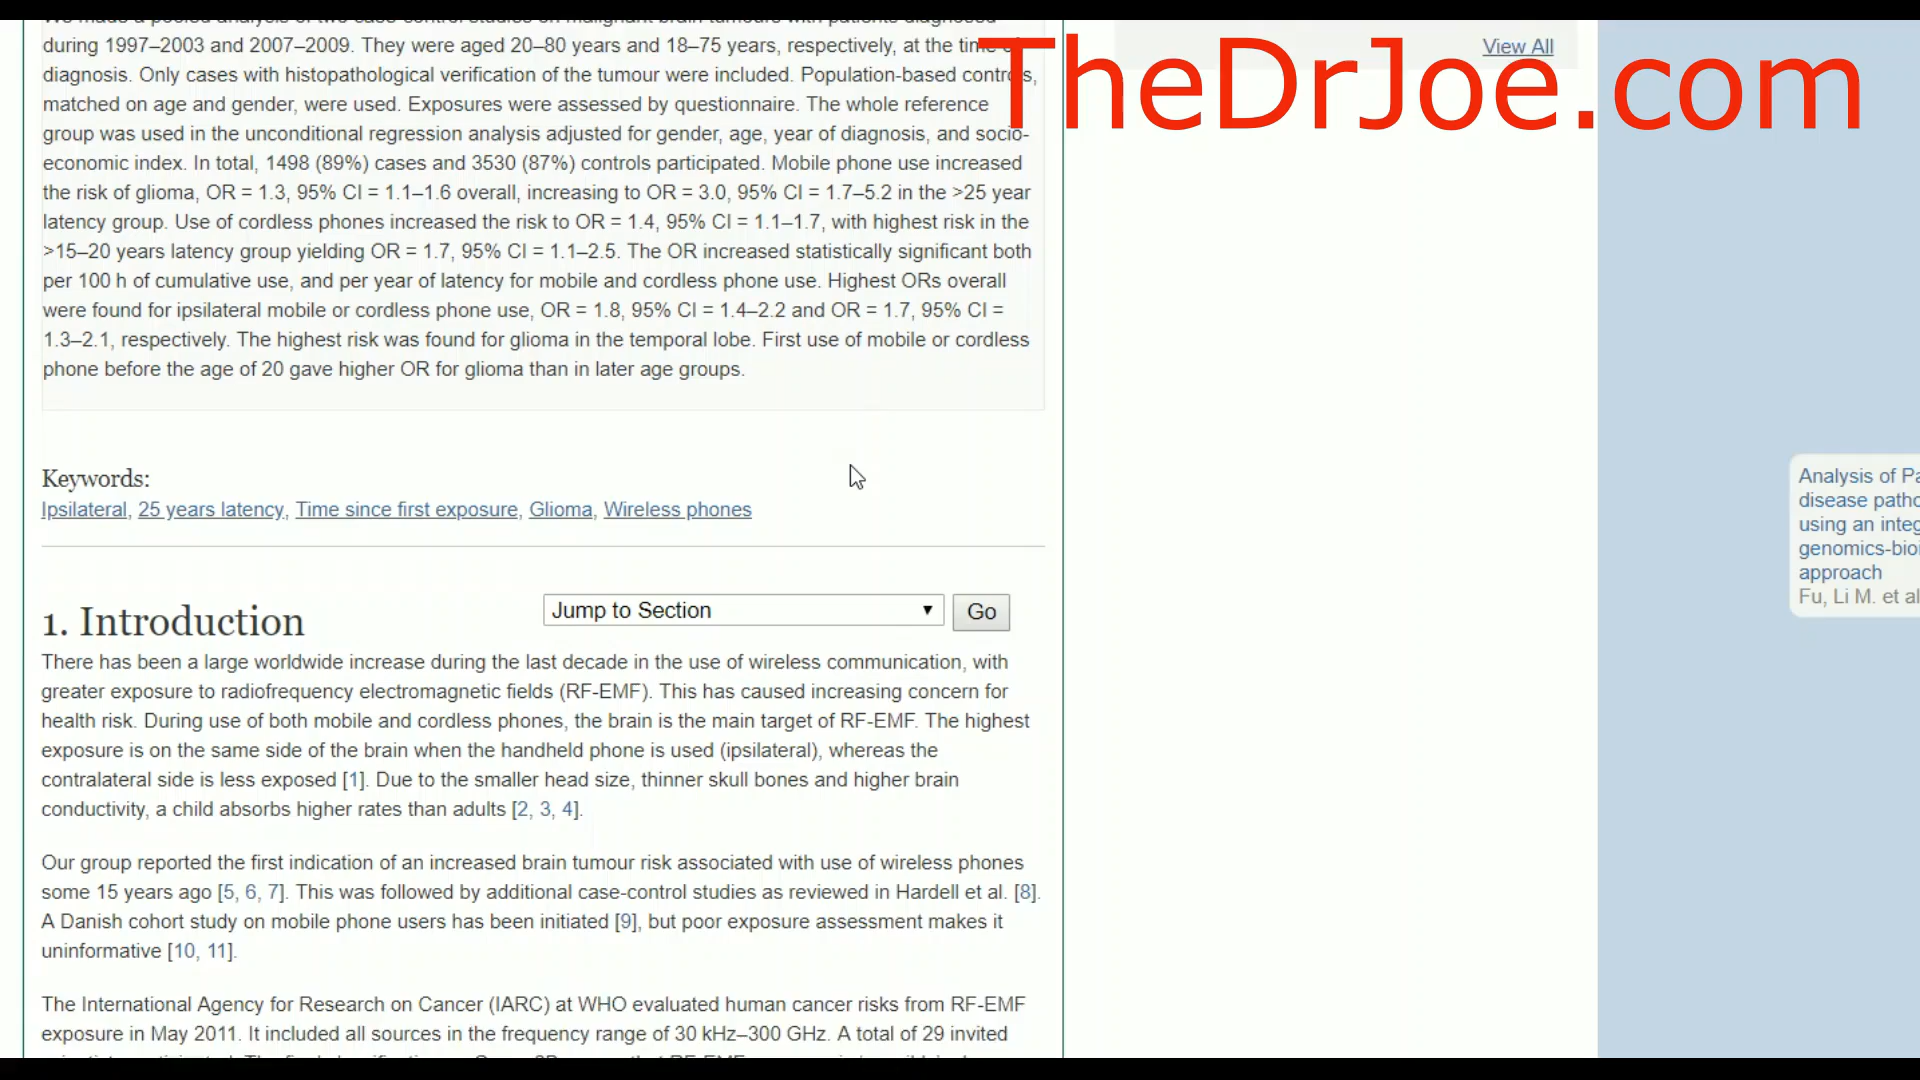 during 1997–2003 and 2007–2009. They were aged 20–80 years and 18–75 years, respectively, at the time of
diagnosis. Only cases with histopathological verification of the tumour were included. Population-based controls,
matched on age and gender, were used. Exposures were assessed by questionnaire. The whole reference
group was used in the unconditional regression analysis adjusted for gender, age, year of diagnosis, and socio-
economic index. In total, 1498 (89%) cases and 3530 (87%) controls participated. Mobile phone use increased
the risk of glioma, OR = 1.3, 95% CI = 1.1–1.6 overall, increasing to OR = 3.0, 95% CI = 1.7–5.2 in the >25 year
latency group. Use of cordless phones increased the risk to OR = 1.4, 95% CI = 1.1–1.7, with highest risk in the
>15–20 years latency group yielding OR = 1.7, 95% CI = 1.1–2.5. The OR increased statistically significant both
per 100 h of cumulative use, and per year of latency for mobile and cordless phone use. Highest ORs overall
were found for ipsilateral mobile or cordless phone use, OR = 1.8, 95% CI = 1.4–2.2 and OR = 1.7, 95% CI =
1.3–2.1, respectively. The highest risk was found for glioma in the temporal lobe. First use of mobile or cordless
phone before the age of 20 gave higher OR for glioma than in later age groups.
View All
TheDrJoe.com
Keywords:
Ipsilateral, 25 years latency, Time since first exposure, Glioma, Wireless phones
1. Introduction
Jump to Section
Go
There has been a large worldwide increase during the last decade in the use of wireless communication, with
greater exposure to radiofrequency electromagnetic fields (RF-EMF). This has caused increasing concern for
health risk. During use of both mobile and cordless phones, the brain is the main target of RF-EMF. The highest
exposure is on the same side of the brain when the handheld phone is used (ipsilateral), whereas the
contralateral side is less exposed [1]. Due to the smaller head size, thinner skull bones and higher brain
conductivity, a child absorbs higher rates than adults [2, 3, 4].
Our group reported the first indication of an increased brain tumour risk associated with use of wireless phones
some 15 years ago [5, 6, 7]. This was followed by additional case-control studies as reviewed in Hardell et al. [8].
A Danish cohort study on mobile phone users has been initiated [9], but poor exposure assessment makes it
uninformative [10, 11].
The International Agency for Research on Cancer (IARC) at WHO evaluated human cancer risks from RF-EMF
exposure in May 2011. It included all sources in the frequency range of 30 kHz–300 GHz. A total of 29 invited
Analysis of
disease
using an
approach
Fu, Li M. et al